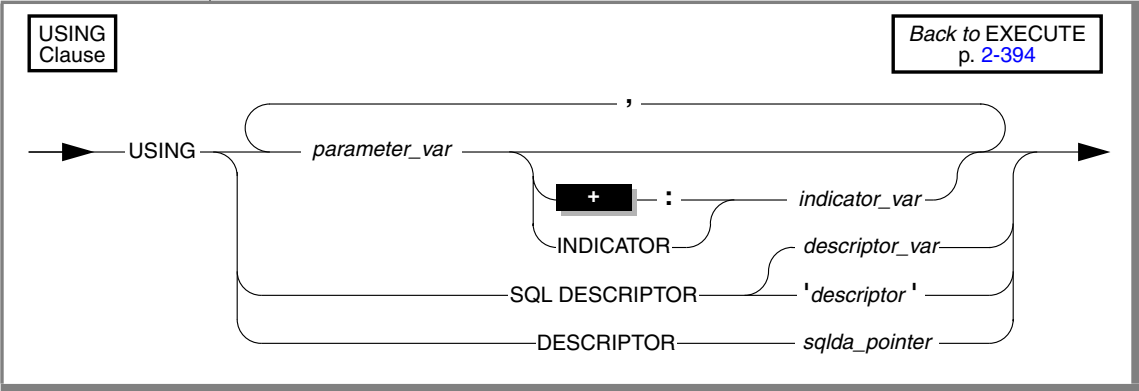 USING
Clause
Back to EXECUTE
p. 2-394
,
USING parameter_var
+ : indicator_var
INDICATOR
descriptor_var
SQL DESCRIPTOR 'descriptor '
DESCRIPTOR sqlda_pointer